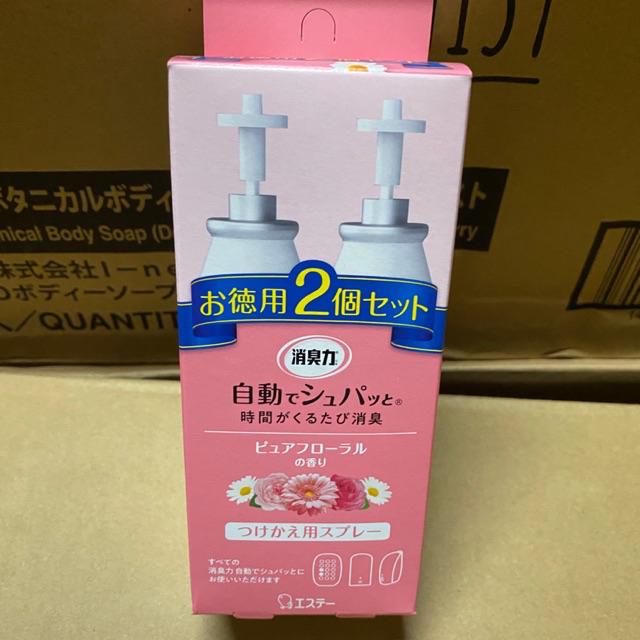 IST
ボタニカルボディ
nical Body Soap (D
株式会社I-ne
のボディーソープ
QUANTIT
お徳用2個セット
消臭力
自動でシュパッと®
時間がくるたび消臭
ピュアフローラル
の香り
つけかえ用スプレー
すべての
消臭力 自動でシュパッとに
お使いいただけます
エステー